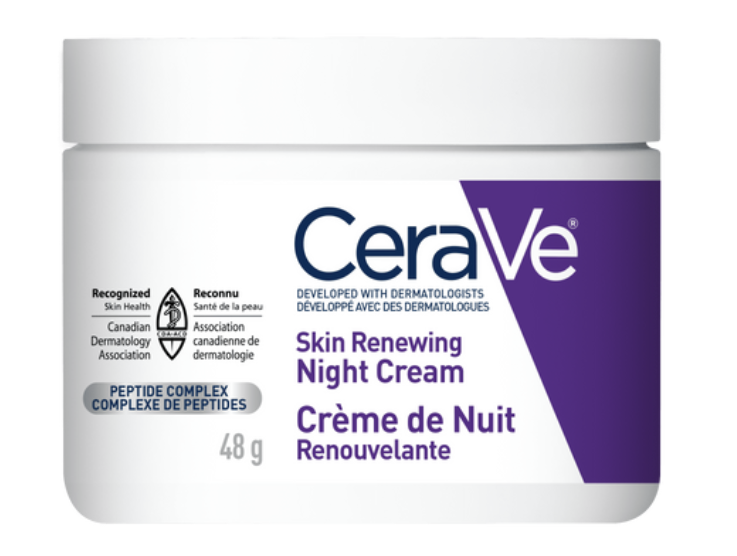 CeraVe®
DEVELOPED WITH DERMATOLOGISTS
DÉVELOPPÉ AVEC DES DERMATOLOGUES
Skin Renewing
Night Cream
Crème de Nuit
Renouvelante
Recognized
Skin Health
Canadian
Dermatology
Association
CDA-ACD
Reconnu
Santé de la peau
Association
canadienne de
dermatologie
PEPTIDE COMPLEX
COMPLEXE DE PEPTIDES
48 g